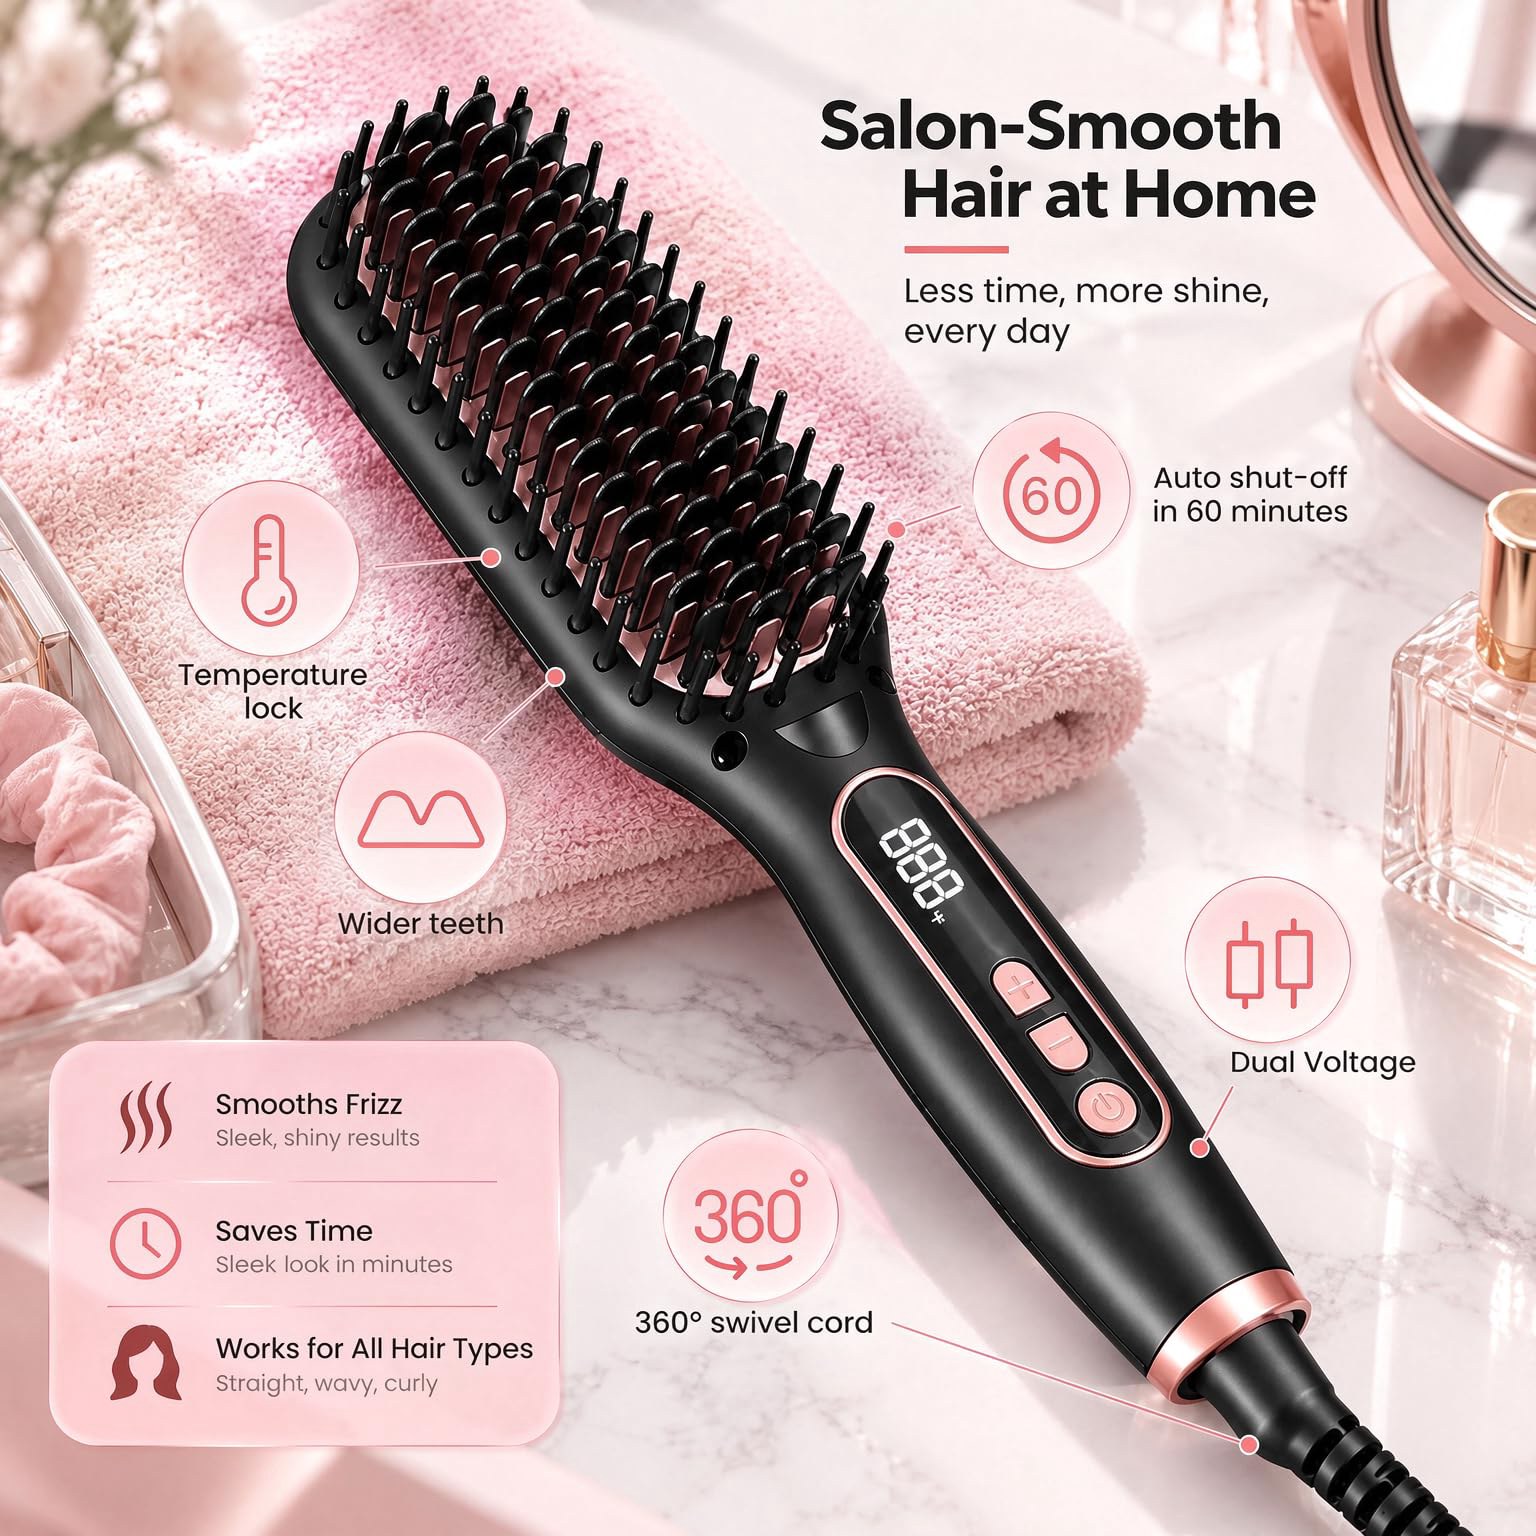 Salon-Smooth
Hair at Home
Less time, more shine,
every day
60
Auto shut-off
in 60 minutes
Temperature
lock
Wider teeth
888
°F
+
-
Dual Voltage
360°
360° swivel cord
Smooths Frizz
Sleek, shiny results
Saves Time
Sleek look in minutes
Works for All Hair Types
Straight, wavy, curly